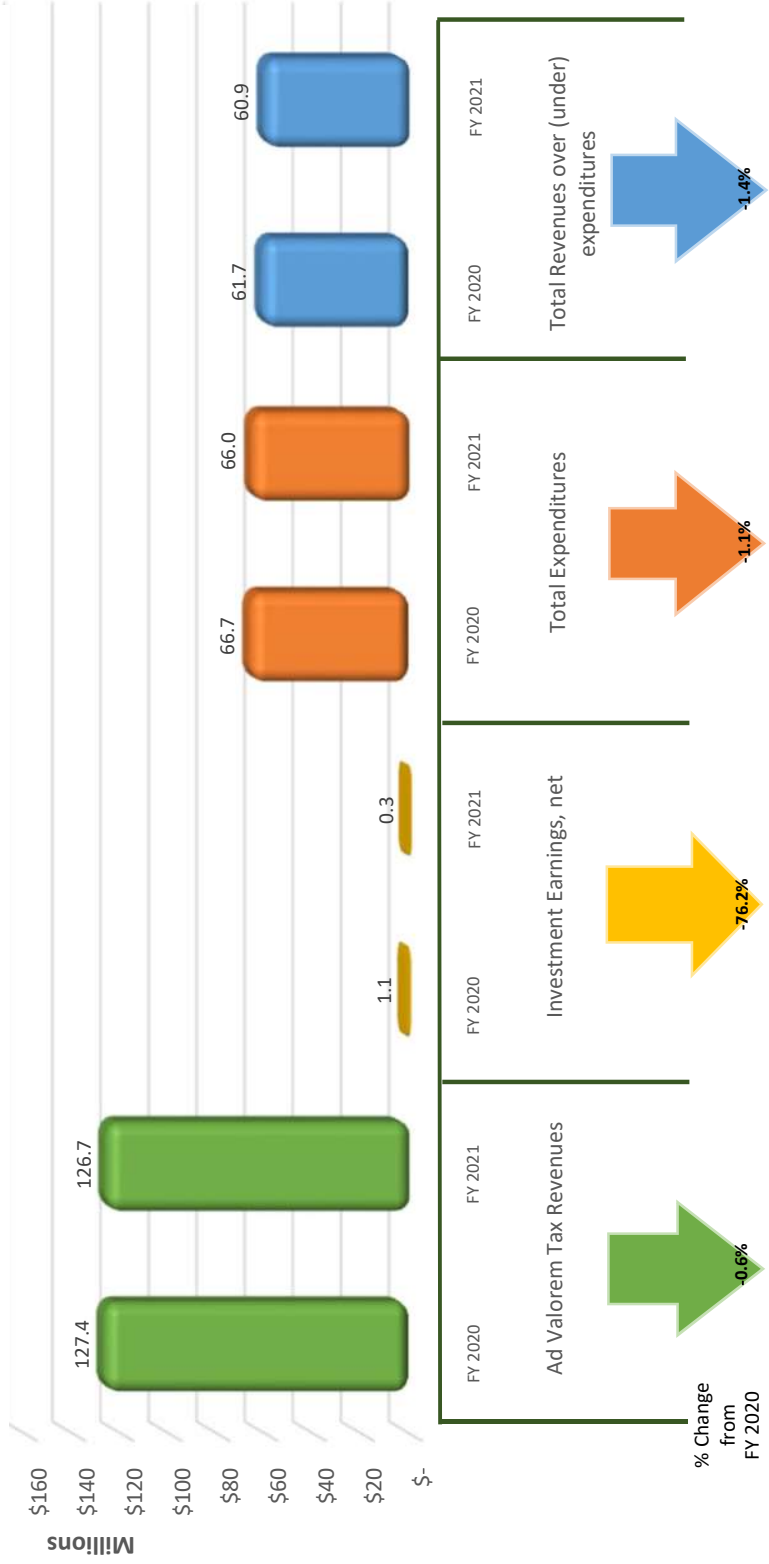 Millions
$160
$140
$120
$100
$80
$60
$40
$20
$-
127.4
126.7
1.1
0.3
66.7
66.0
61.7
60.9
FY 2020
FY 2021
FY 2020
FY 2021
FY 2020
FY 2021
FY 2020
FY 2021
Ad Valorem Tax Revenues
Investment Earnings, net
Total Expenditures
Total Revenues over (under)
expenditures
% Change
from
FY 2020
-0.6%
-76.2%
-1.1%
-1.4%